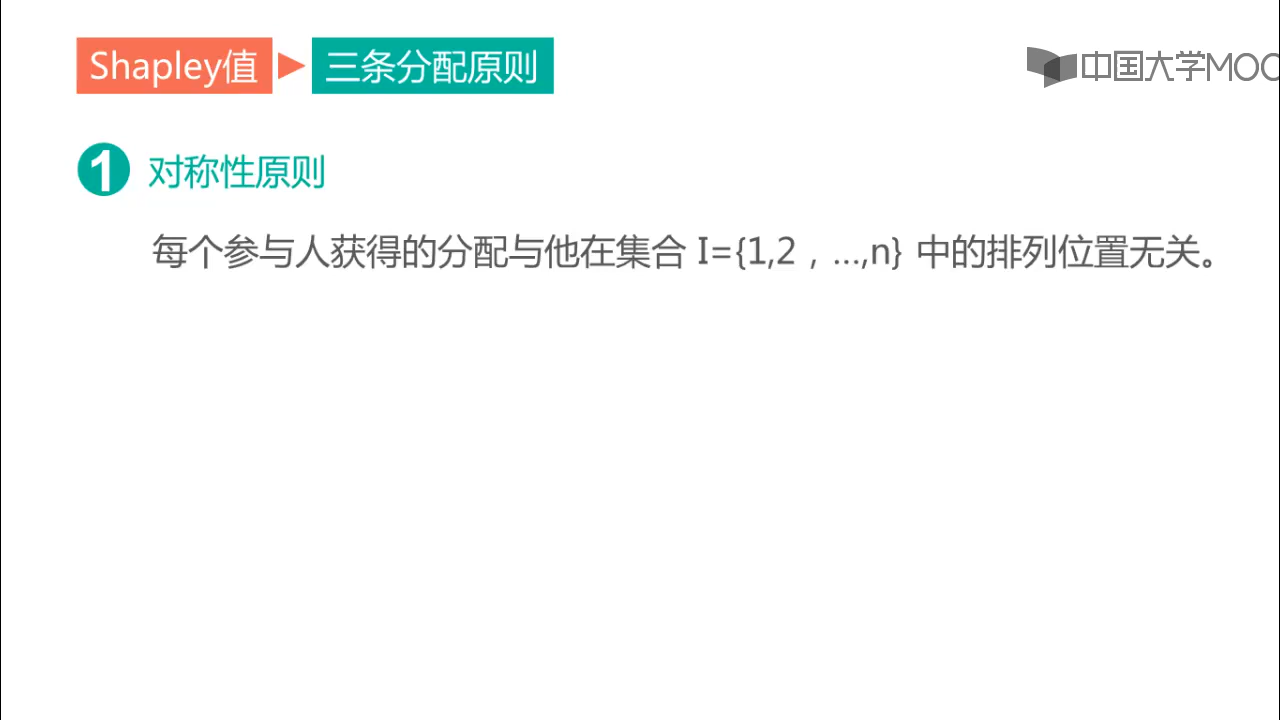 Shapley值 三条分配原则
中国大学MOO
1 对称性原则
每个参与人获得的分配与他在集合 I={1,2，...,n} 中的排列位置无关。